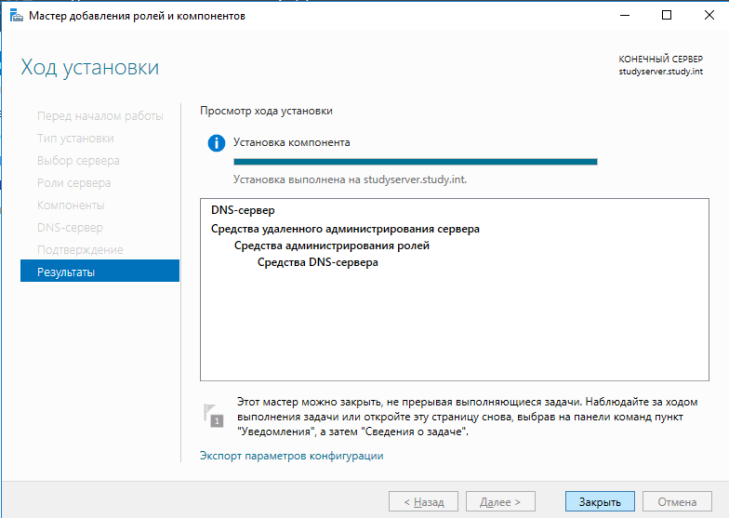 Мастер добавления ролей и компонентов
Ход установки
КОНЕЧНЫЙ СЕРВЕР
studyserver.study.int
Перед началом работы
Тип установки
Выбор сервера
Роли сервера
Компоненты
DNS-сервер
Подтверждение
Результаты
Просмотр хода установки
Установка компонента
Установка выполнена на studyserver.study.int.
DNS-сервер
Средства удаленного администрирования сервера
Средства администрирования ролей
Средства DNS-сервера
1
Этот мастер можно закрыть, не прерывая выполняющиеся задачи. Наблюдайте за ходом
выполнения задачи или откройте эту страницу снова, выбрав на панели команд пункт
"Уведомления", а затем "Сведения о задаче".
Экспорт параметров конфигурации
< Назад
Далее >
Закрыть
Отмена